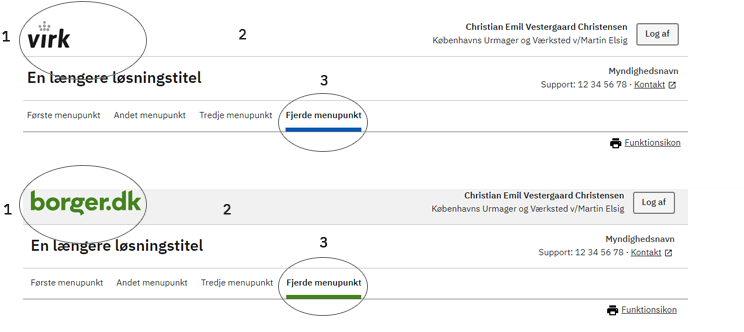 1
virk
2
Christian Emil Vestergaard Christensen
Københavns Urmager og Værksted v/Martin Elsig
Log af
En længere løsningstitel
3
Myndighedsnavn
Support: 12 34 56 78 · Kontakt
Første menupunkt Andet menupunkt Tredje menupunkt Fjerde menupunkt
Funktionsikon
1
borger.dk
2
Christian Emil Vestergaard Christensen
Københavns Urmager og Værksted v/Martin Elsig
Log af
En længere løsningstitel
3
Myndighedsnavn
Support: 12 34 56 78 · Kontakt
Første menupunkt Andet menupunkt Tredje menupunkt Fjerde menupunkt
Funktionsikon